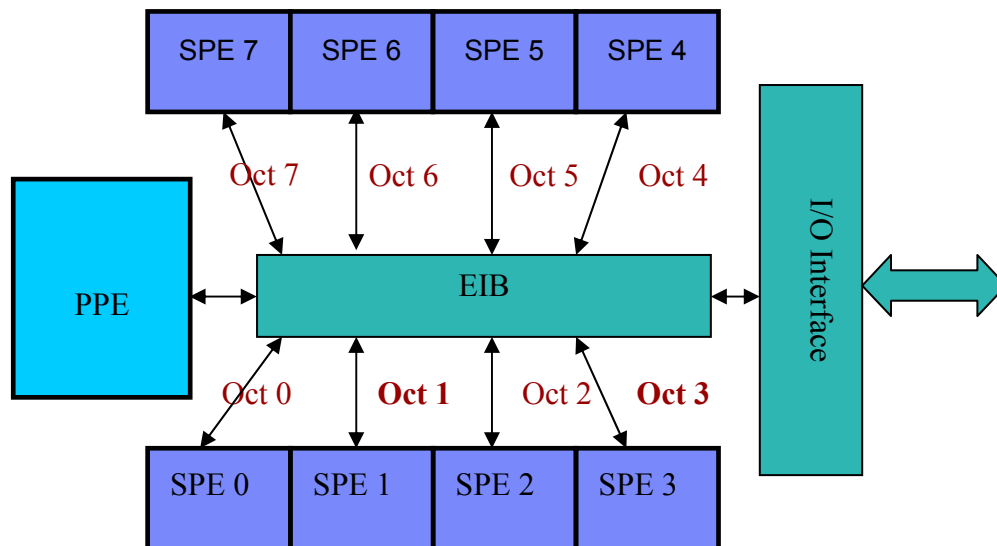 SPE 7 SPE 6 SPE 5 SPE 4
Oct 7 Oct 6 Oct 5 Oct 4
PPE
EIB
I/O Interface
Oct 0 Oct 1 Oct 2 Oct 3
SPE 0 SPE 1 SPE 2 SPE 3